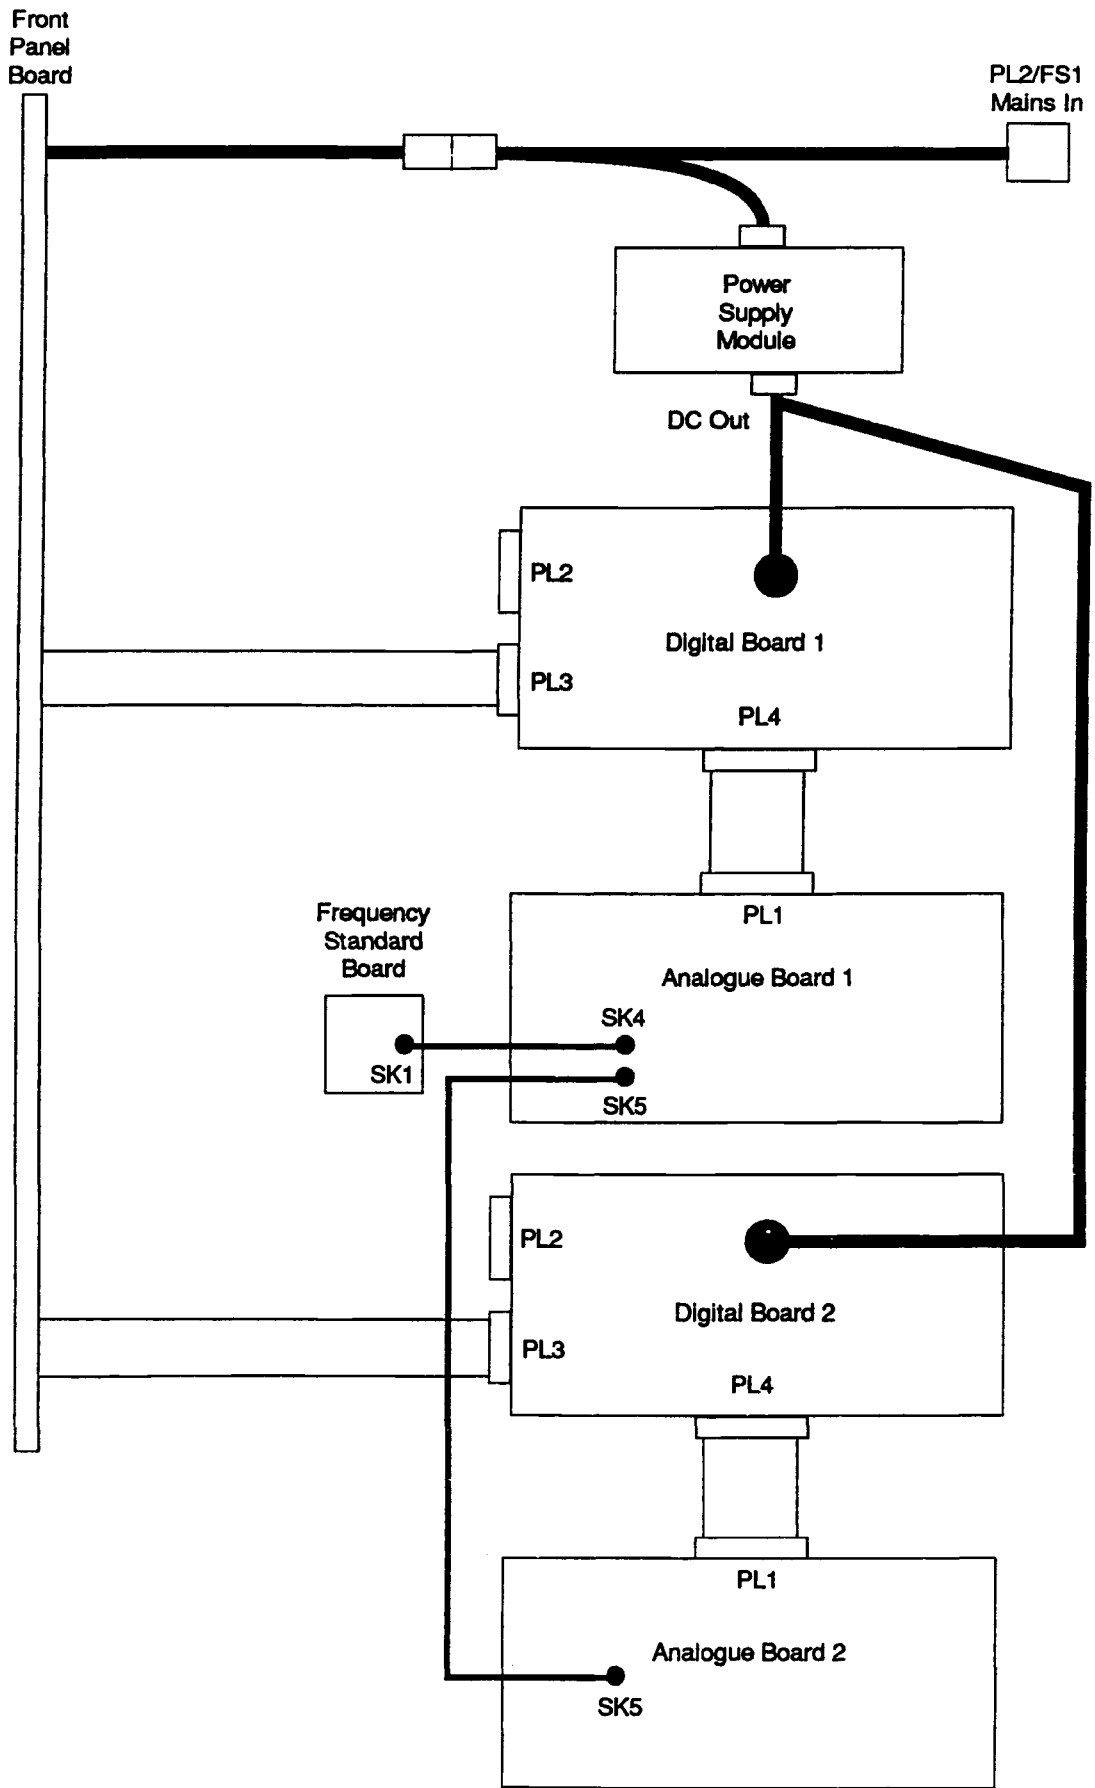 Front
Panel
Board
PL2/FS1
Mains In
Power
Supply
Module
DC Out
PL2
Digital Board 1
PL3
PL4
PL1
Frequency
Standard
Board
Analogue Board 1
SK4
SK1
SK5
PL2
Digital Board 2
PL3
PL4
PL1
Analogue Board 2
SK5